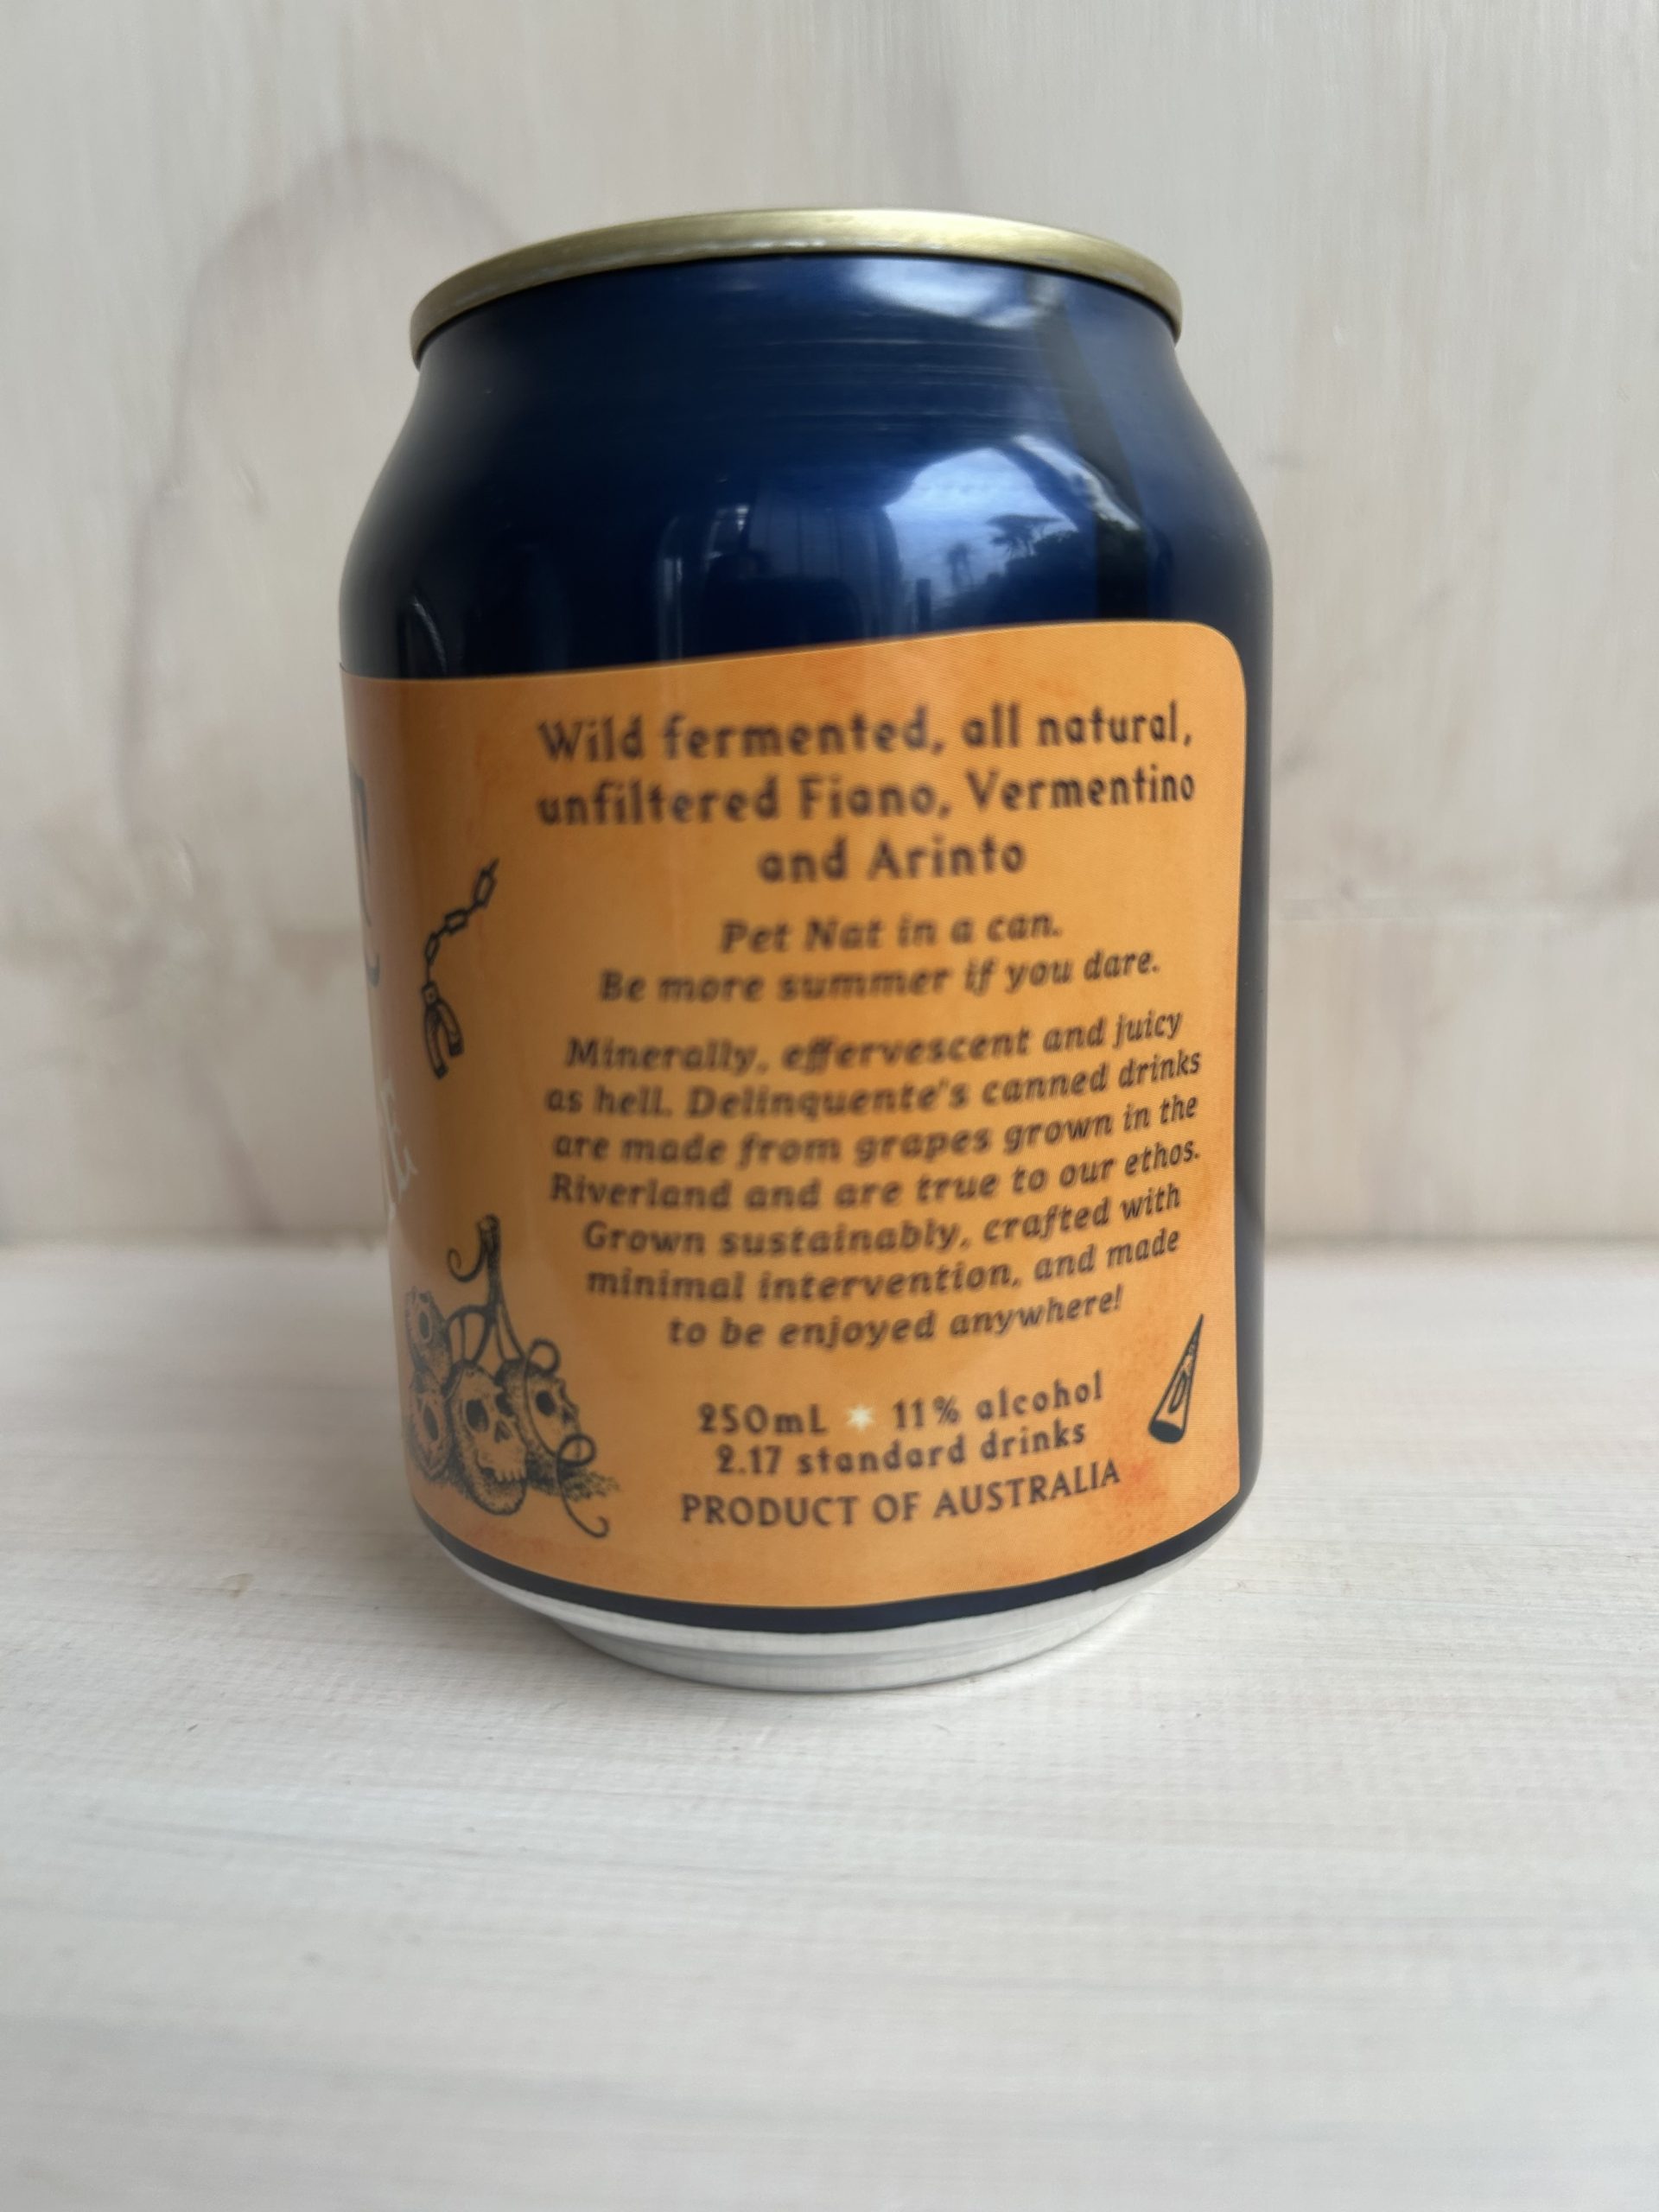 Wild fermented, all natural,
unfiltered Fiano, Vermentino
and Arinto
Pet Nat in a can.
Be more summer if you dare.
Minerally, effervescent and juicy
as hell. Delinquente's canned drinks
are made from grapes grown in the
Riverland and are true to our ethos.
Grown sustainably, crafted with
minimal intervention, and made
to be enjoyed anywhere!
250mL * 11% alcohol
2.17 standard drinks
PRODUCT OF AUSTRALIA
D